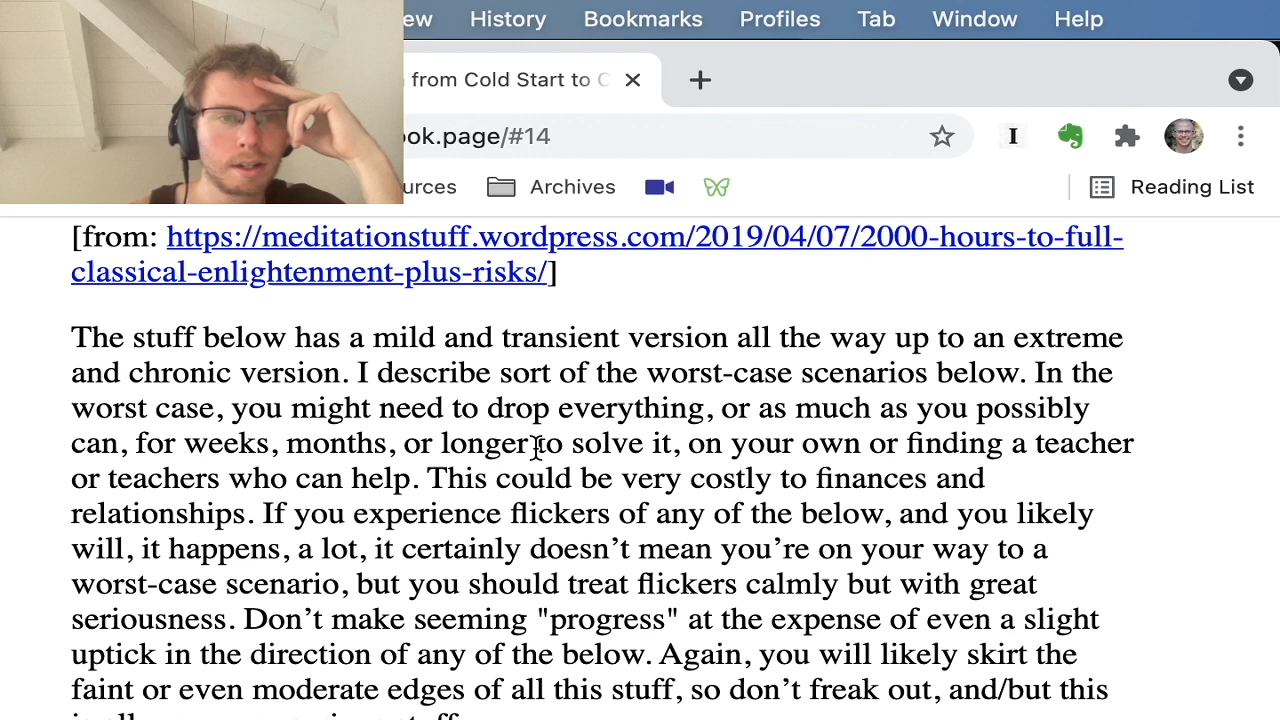 ew History Bookmarks Profiles Tab Window Help
from Cold Start to C
ok.page/#14
urces Archives Reading List
[from: https://meditationstuff.wordpress.com/2019/04/07/2000-hours-to-full-
classical-enlightenment-plus-risks/]
The stuff below has a mild and transient version all the way up to an extreme
and chronic version. I describe sort of the worst-case scenarios below. In the
worst case, you might need to drop everything, or as much as you possibly
can, for weeks, months, or longer to solve it, on your own or finding a teacher
or teachers who can help. This could be very costly to finances and
relationships. If you experience flickers of any of the below, and you likely
will, it happens, a lot, it certainly doesn’t mean you’re on your way to a
worst-case scenario, but you should treat flickers calmly but with great
seriousness. Don’t make seeming "progress" at the expense of even a slight
uptick in the direction of any of the below. Again, you will likely skirt the
faint or even moderate edges of all this stuff, so don’t freak out, and/but this